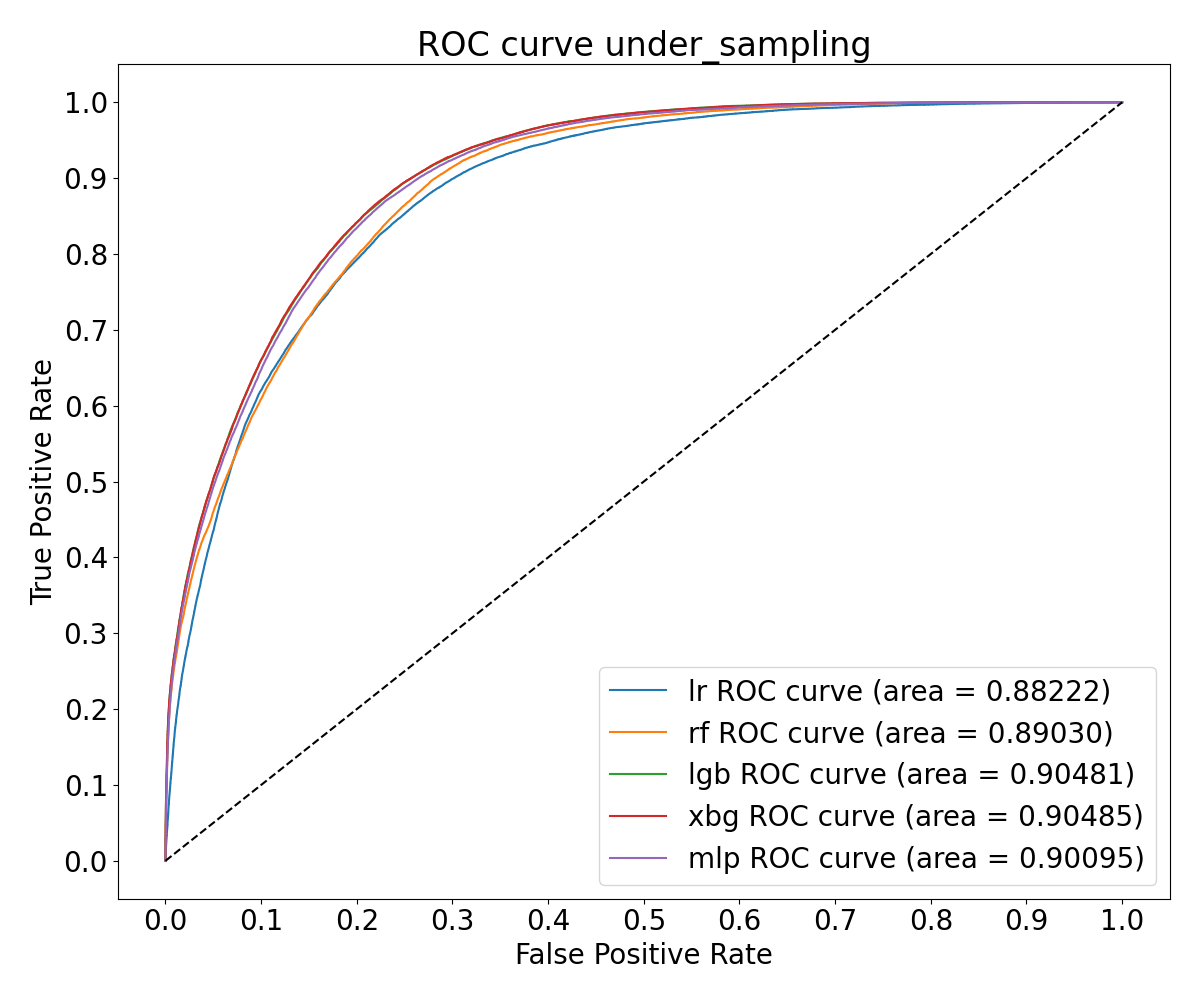 ROC curve under_sampling
1.0
0.9
0.8
0.7
0.6
0.5
0.4
0.3
0.2
0.1
0.0
True Positive Rate
lr ROC curve (area = 0.88222)
rf ROC curve (area = 0.89030)
lgb ROC curve (area = 0.90481)
xbg ROC curve (area = 0.90485)
mlp ROC curve (area = 0.90095)
0.0 0.1 0.2 0.3 0.4 0.5 0.6 0.7 0.8 0.9 1.0
False Positive Rate